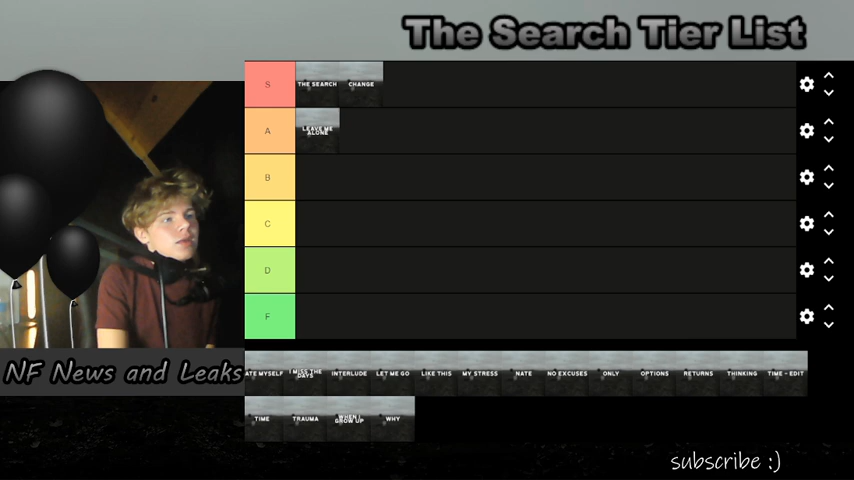 The Search Tier List
S
THE SEARCH
CHANGE
A
LEAVE ME
ALONE
B
C
D
F
NF News and Leaks
ATE MYSELF
I MISS THE
DAYS
INTERLUDE
LET ME GO
LIKE THIS
MY STRESS
NATE
NO EXCUSES
ONLY
OPTIONS
RETURNS
THINKING
TIME - EDIT
TIME
TRAUMA
WHEN I
GROW UP
WHY
subscribe :)